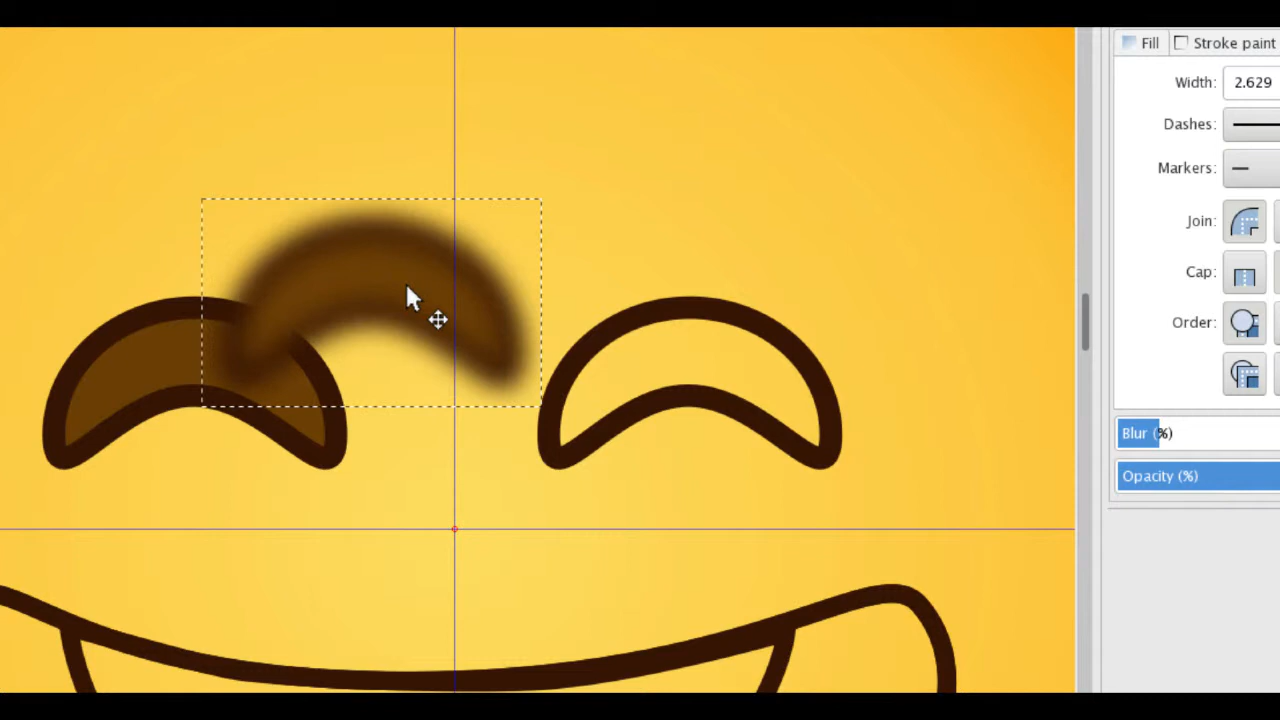 Fill Stroke paint
Width: 2.629
Dashes:
Markers:
Join:
Cap:
Order:
Blur (%)
Opacity (%)